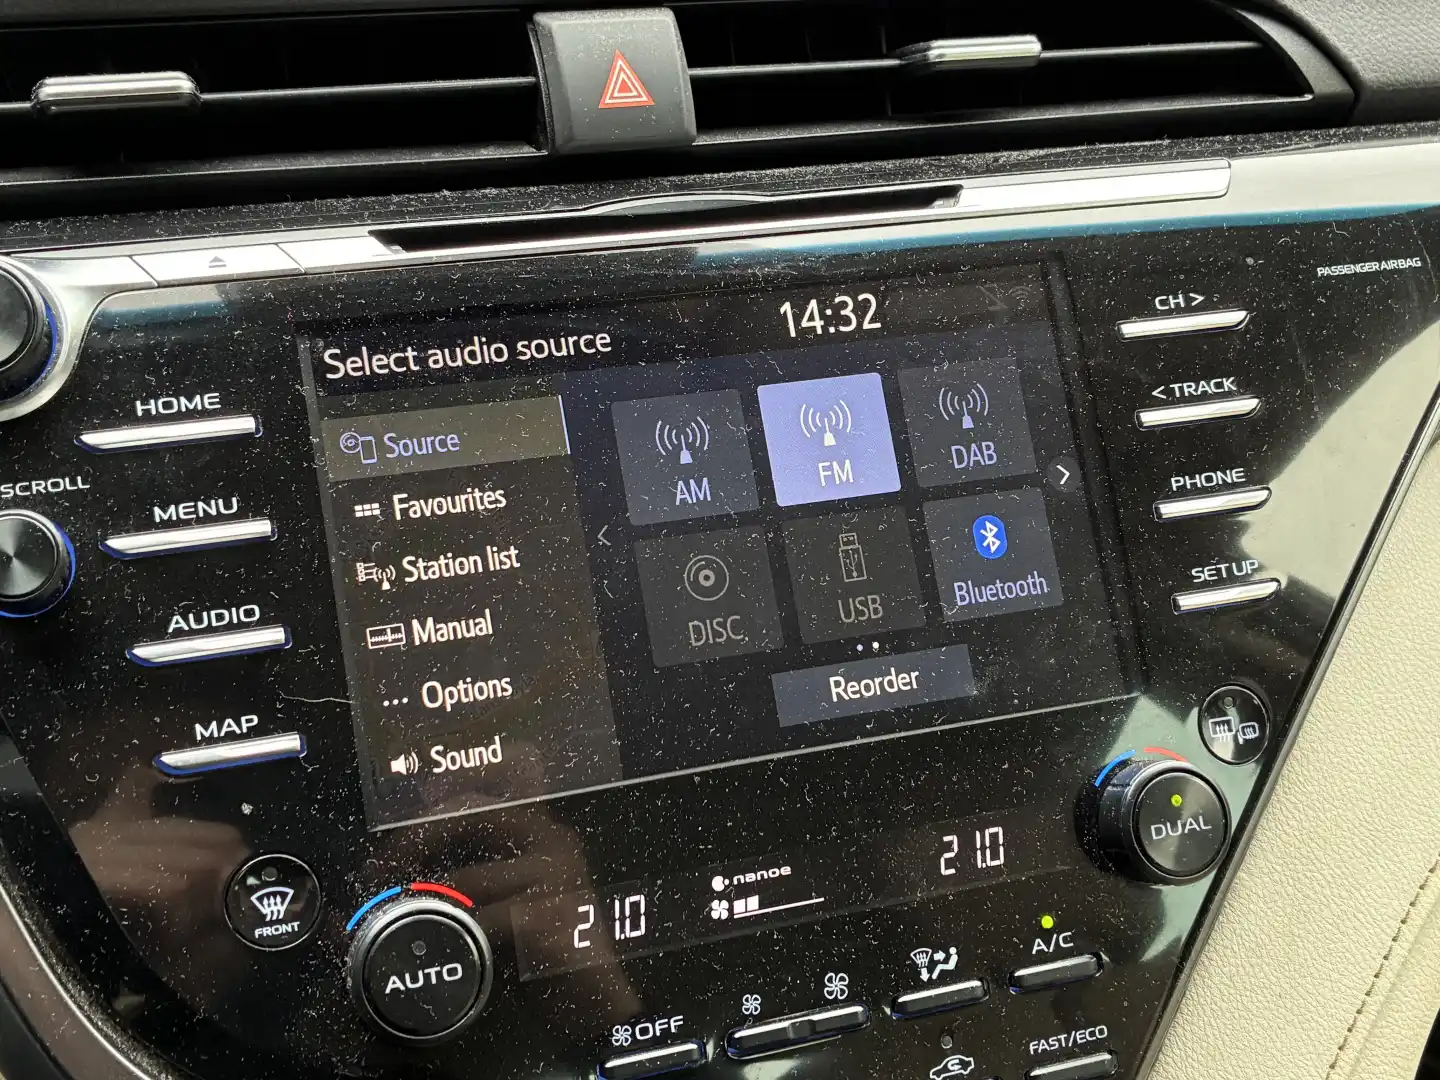 PASSENGER AIRBAG
14:32
Select audio source
CH >
HOME
Source
AM
FM
DAB
< TRACK
SCROLL
MENU
Favourites
Station list
DISC
USB
Bluetooth
PHONE
AUDIO
Manual
Reorder
SETUP
MAP
Options
Sound
DUAL
FRONT
AUTO
21.0
nanoe
21.0
OFF
A/C
FAST/ECO